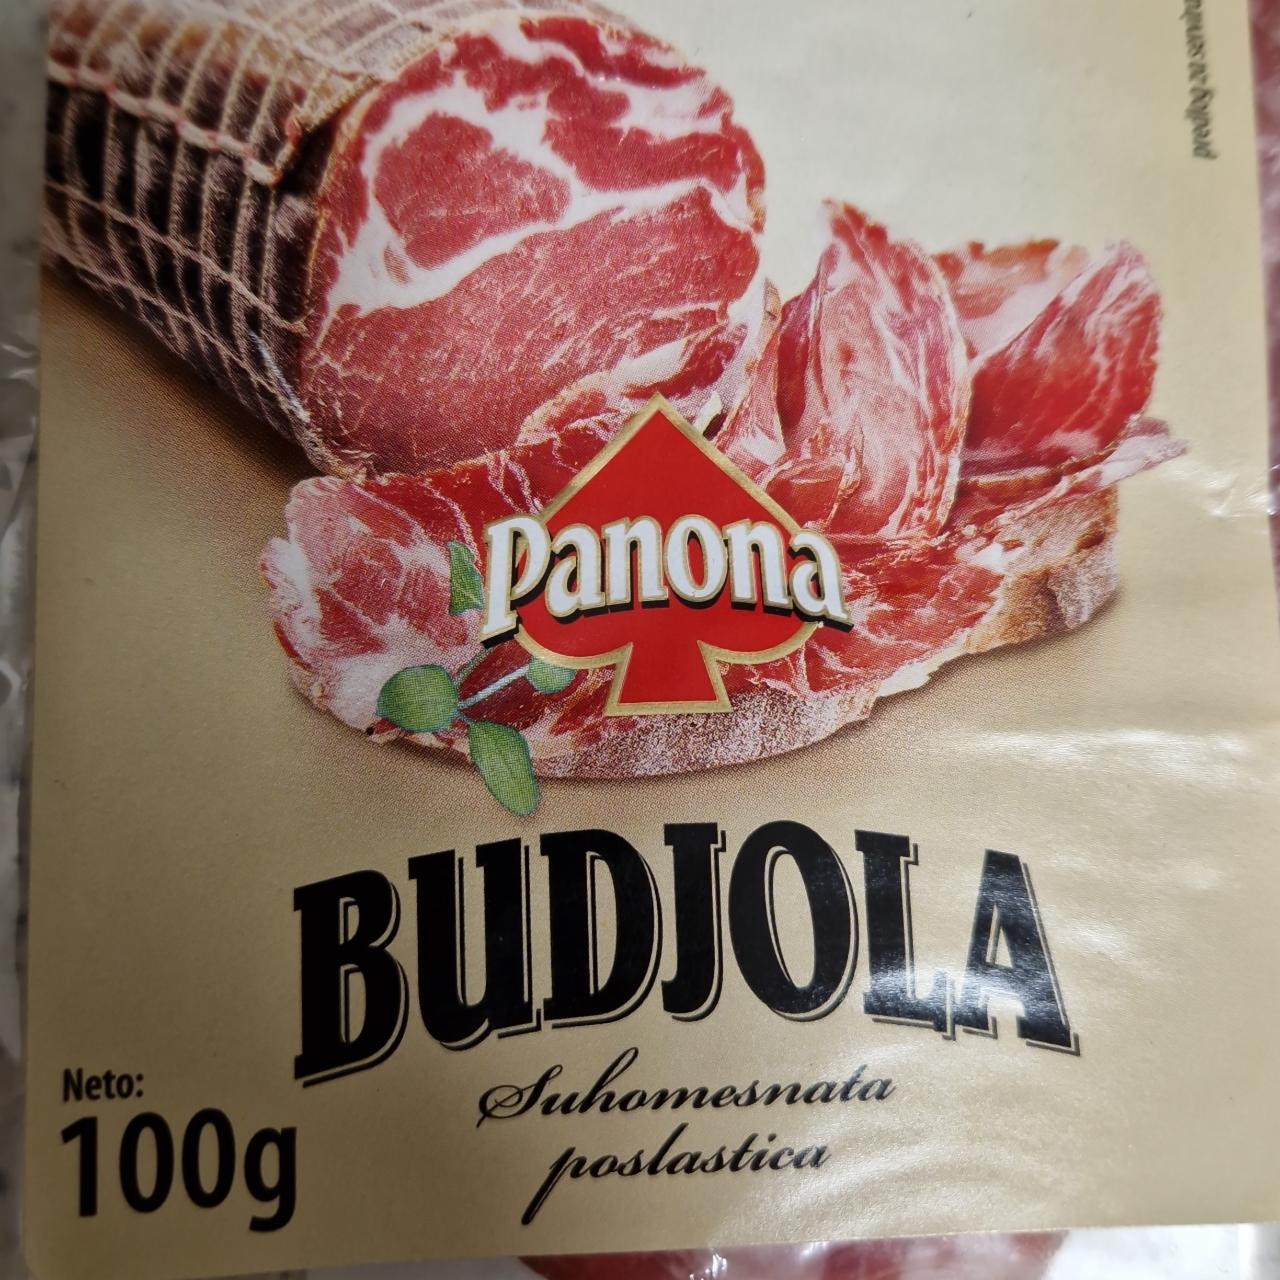 Panona
BUDJOLA
Suhomesnata
poslastica
Neto:
100g